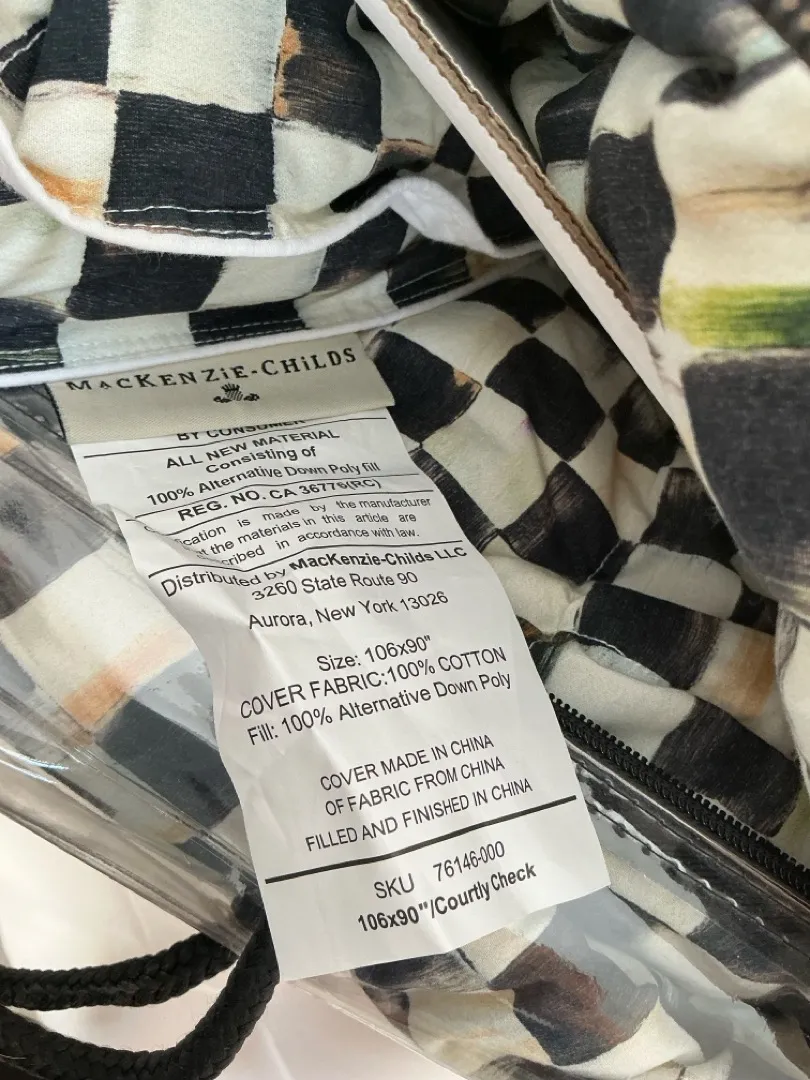 MACKENZiE-CHiLDS
BY CONSUMER
ALL NEW MATERIAL
Consisting of
100% Alternative Down Poly fill
REG. NO. CA 36776(RC)
cation is made by the manufacturer
t the materials in this article are
cribed in accordance with law.
Distributed by MacKenzie-Childs LLC
3260 State Route 90
Aurora, New York 13026
Size: 106x90"
COVER FABRIC:100% COTTON
Fill: 100% Alternative Down Poly
COVER MADE IN CHINA
OF FABRIC FROM CHINA
FILLED AND FINISHED IN CHINA
SKU 76146-000
106x90"/Courtly Check